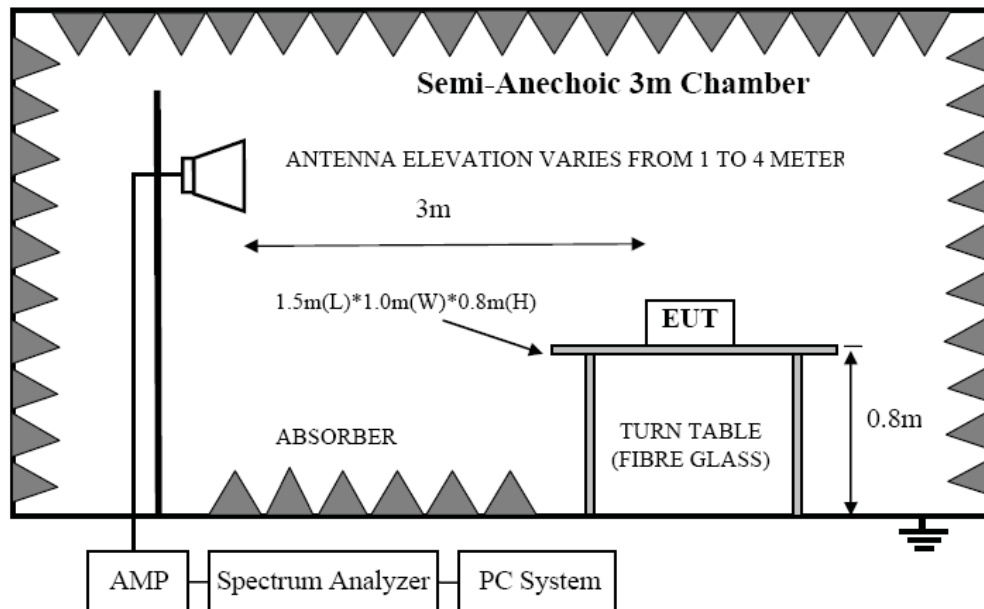 Semi-Anechoic 3m Chamber
ANTENNA ELEVATION VARIES FROM 1 TO 4 METER
3m
1.5m(L)*1.0m(W)*0.8m(H)
EUT
0.8m
ABSORBER
TURN TABLE
(FIBRE GLASS)
AMP
Spectrum Analyzer
PC System